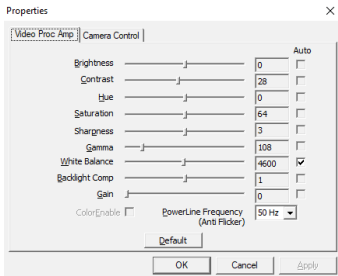 Properties
Video Proc Amp Camera Control
Auto
Brightness 0
Contrast 28
Hue 0
Saturation 64
Sharpness 3
Gamma 108
White Balance 4600
Backlight Comp 1
Gain 0
ColorEnable PowerLine Frequency 50 Hz
(Anti Flicker)
Default
OK Cancel Apply